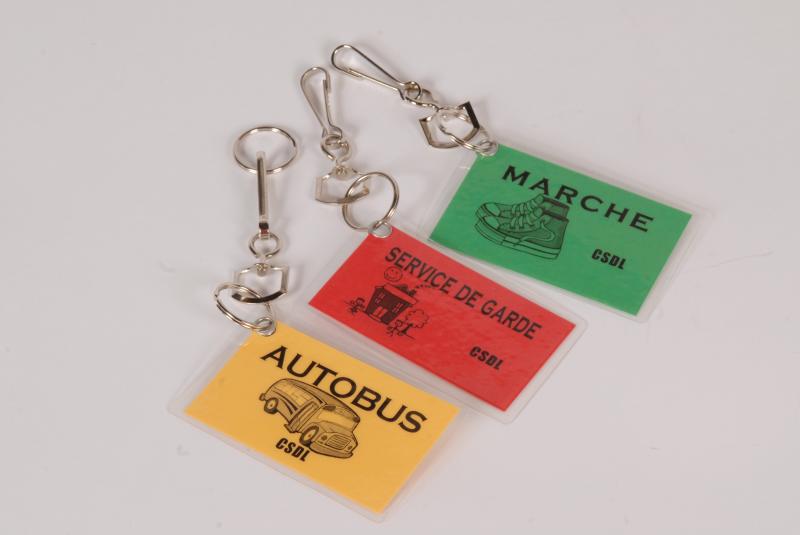 MARCHE
CSDL
SERVICE DE GARDE
CSDL
AUTOBUS
CSDL